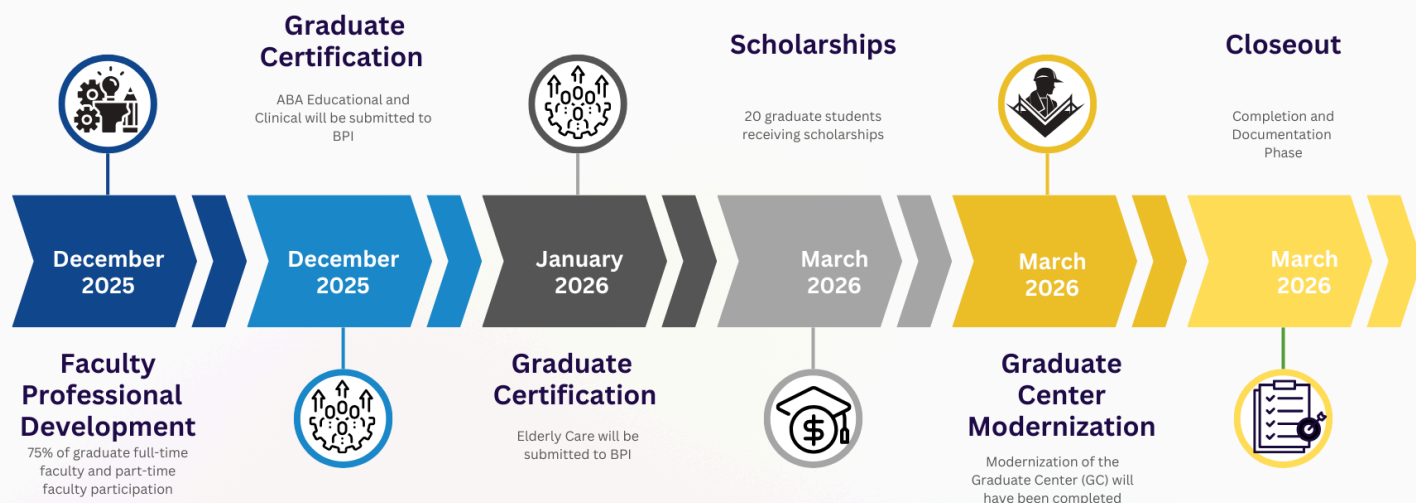 December
2025
Faculty
Professional
Development
75% of graduate full-time
faculty and part-time
faculty participation
Graduate
Certification
ABA Educational and
Clinical will be submitted to
BPI
December
2025
January
2026
Graduate
Certification
Elderly Care will be
submitted to BPI
Scholarships
20 graduate students
receiving scholarships
March
2026
March
2026
Graduate
Center
Modernization
Modernization of the
Graduate Center (GC) will
have been completed
Closeout
Completion and
Documentation
Phase
March
2026